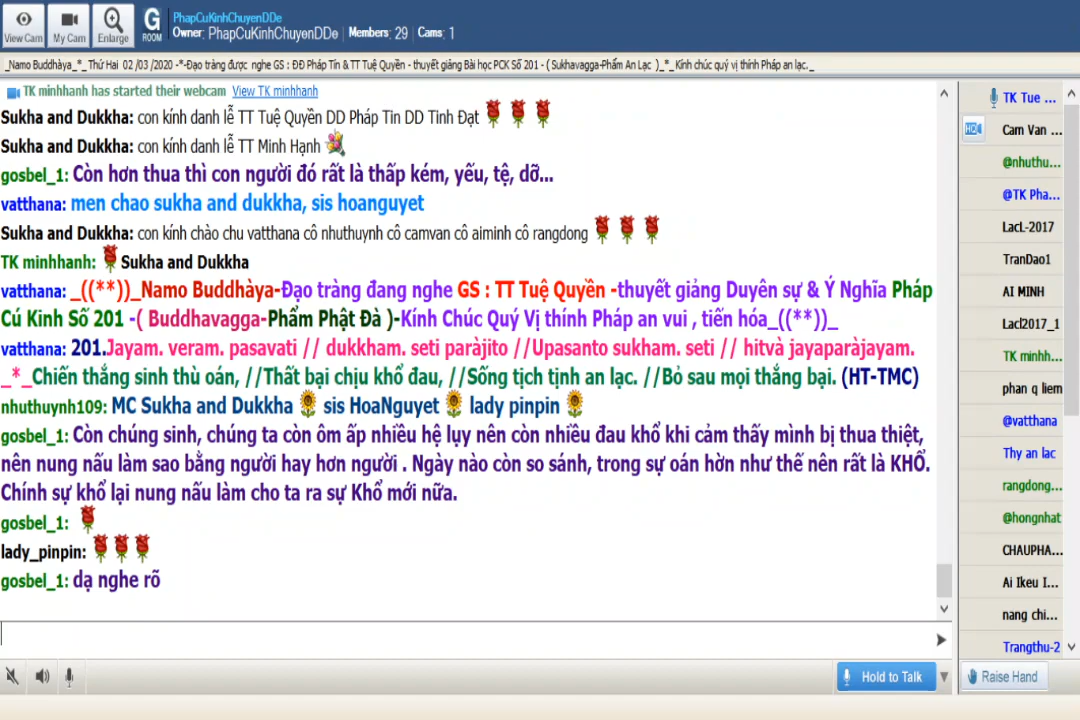 PhapCuKinhChuyenDDe
Owner: PhapCuKinhChuyenDDe | Members: 29 | Cams: 1
View Cam
My Cam
Enlarge
G
ROOM
_Namo Buddhàya_*_ Thứ Hai 02 /03 /2020 -*-Đạo tràng được nghe GS : ĐĐ Pháp Tín & TT Tuệ Quyền - thuyết giảng Bài học PCK Số 201 - ( Sukhavagga-Phẩm An Lạc )_*_Kính chúc quý vị thính Pháp an lạc._
TK minhhanh has started their webcam View TK minhhanh
Sukha and Dukkha: con kính danh lễ TT Tuệ Quyền DD Pháp Tin DD Tinh Đạt
Sukha and Dukkha: con kính danh lễ TT Minh Hạnh
gosbel_1: Còn hơn thua thì con người đó rất là thấp kém, yếu, tệ, dỡ...
vatthana: men chao sukha and dukkha, sis hoanguyet
Sukha and Dukkha: con kính chào chu vatthana cô nhuthuynh cô camvan cô aiminh cô rangdong
TK minhhanh: Sukha and Dukkha
vatthana: _((**))_Namo Buddhàya-Đạo tràng đang nghe GS : TT Tuệ Quyền -thuyết giảng Duyên sự & Ý Nghĩa Pháp
Cú Kinh Số 201 -( Buddhavagga-Phẩm Phật Đà )-Kính Chúc Quý Vị thính Pháp an vui , tiến hóa_((**))_
vatthana: 201.Jayam. veram. pasavati // dukkham. seti paràjito //Upasanto sukham. seti // hitvà jayaparàjayam.
_*_Chiến thắng sinh thù oán, //Thất bại chịu khổ đau, //Sống tịch tịnh an lạc. //Bỏ sau mọi thắng bại. (HT-TMC)
nhuthuynh109: MC Sukha and Dukkha sis HoaNguyet lady pinpin
gosbel_1: Còn chúng sinh, chúng ta còn ôm ấp nhiều hệ lụy nên còn nhiều đau khổ khi cảm thấy mình bị thua thiệt,
nên nung nấu làm sao bằng người hay hơn người . Ngày nào còn so sánh, trong sự oán hờn như thế nên rất là KHỔ.
Chính sự khổ lại nung nấu làm cho ta ra sự Khổ mới nữa.
gosbel_1:
lady_pinpin:
gosbel_1: dạ nghe rõ
Hold to Talk
TK Tue ...
HD
Cam Van ...
@nhuthu...
@TK Pha...
LacL-2017
TranDao1
AI MINH
Lacl2017_1
TK minhh...
phan q liem
@vatthana
Thy an lac
rangdong...
@hongnhat
CHAUPHA...
Ai Ikeu I...
nang chi...
Trangthu-2
Raise Hand